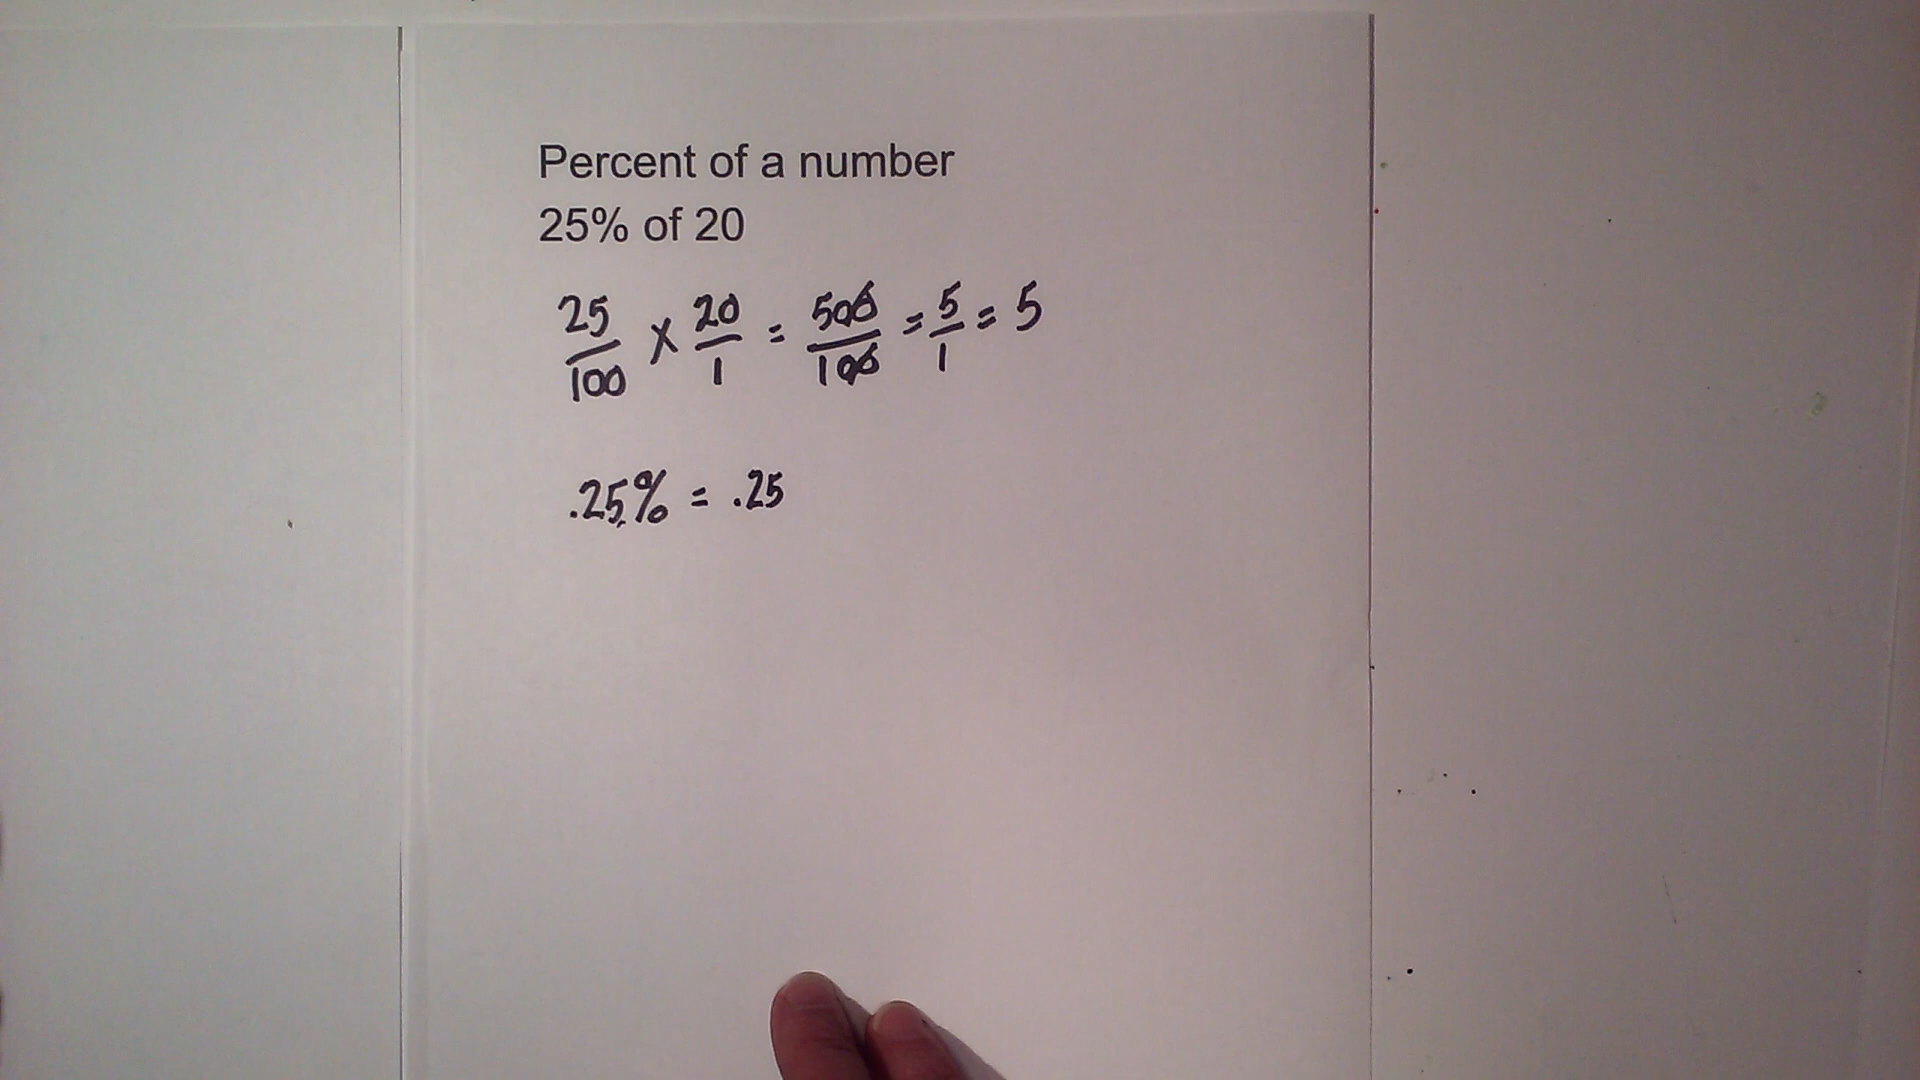 Percent of a number
25% of 20
25/100 x 20/1 = 500/100 = 5/1 = 5
.25.% = .25